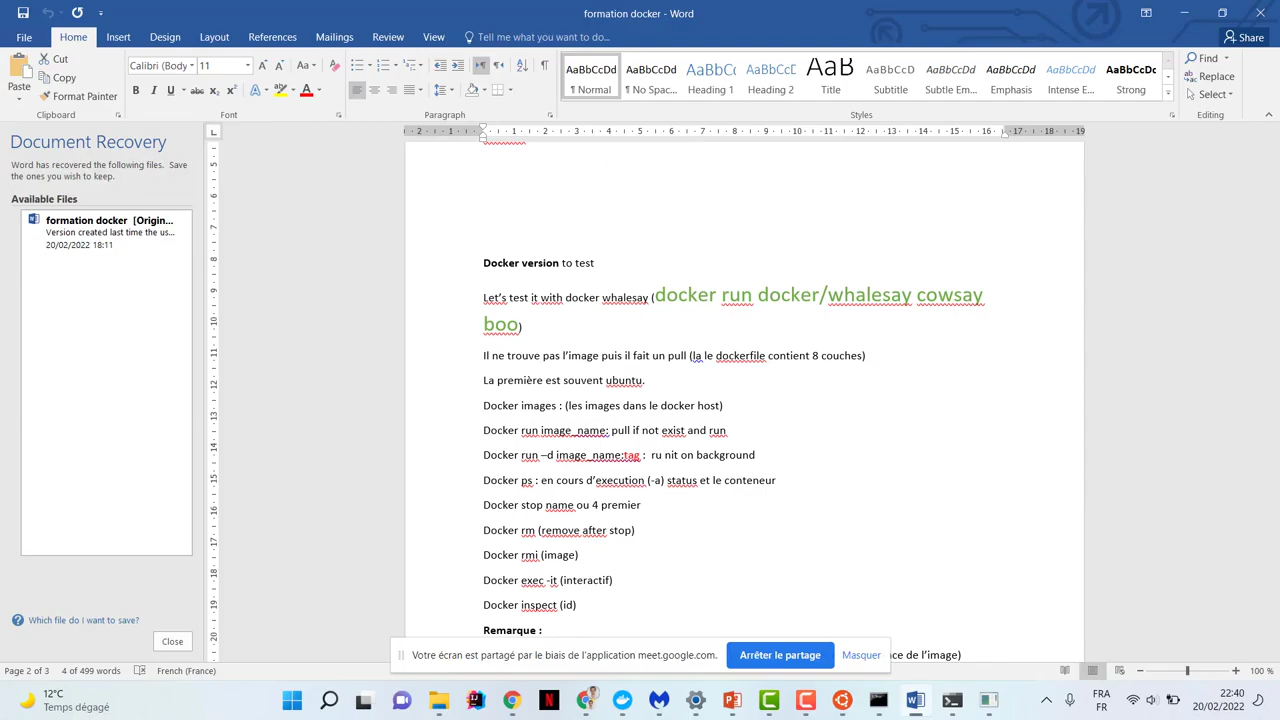 formation docker - Word
File
Home
Insert
Design
Layout
References
Mailings
Review
View
Tell me what you want to do...
Share
Paste
Cut
Copy
Format Painter
Clipboard
Calibri (Body)
11
Font
Paragraph
AaBbCcDd
¶ Normal
AaBbCcDd
¶ No Spac...
AaBbCc
Heading 1
AaBbCcD
Heading 2
AaB
Title
AaBbCcD
Subtitle
AaBbCcDd
Subtle Em...
AaBbCcDd
Emphasis
AaBbCcDd
Intense E...
AaBbCcDc
Strong
Styles
Find
Replace
Select
Editing
Document Recovery
Word has recovered the following files. Save
the ones you wish to keep.
Available Files
formation docker [Origin...
Version created last time the us...
20/02/2022 18:11
Which file do I want to save?
Close
Docker version to test
Let's test it with docker whalesay (docker run docker/whalesay cowsay
boo)
Il ne trouve pas l'image puis il fait un pull (la le dockerfile contient 8 couches)
La première est souvent ubuntu.
Docker images : (les images dans le docker host)
Docker run image_name: pull if not exist and run
Docker run –d image_name:tag : ru nit on background
Docker ps : en cours d'execution (-a) status et le conteneur
Docker stop name ou 4 premier
Docker rm (remove after stop)
Docker rmi (image)
Docker exec -it (interactif)
Docker inspect (id)
Remarque :
ce de l'image)
Votre écran est partagé par le biais de l'application meet.google.com.
Arrêter le partage
Masquer
Page 2 of 3
4 of 499 words
French (France)
100 %
12°C
Temps dégagé
FRA
FR
22:40
20/02/2022